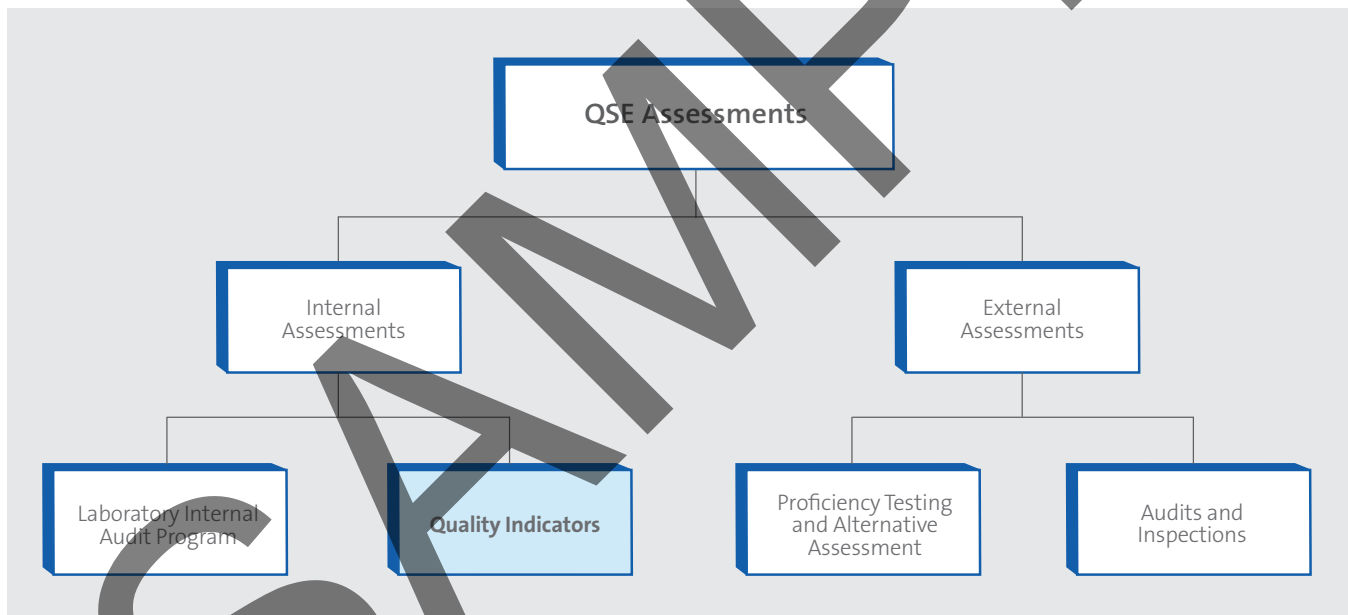 QSE Assessments
Internal
Assessments
External
Assessments
Laboratory Internal
Audit Program
Quality Indicators
Proficiency Testing
and Alternative
Assessment
Audits and
Inspections
SAMP